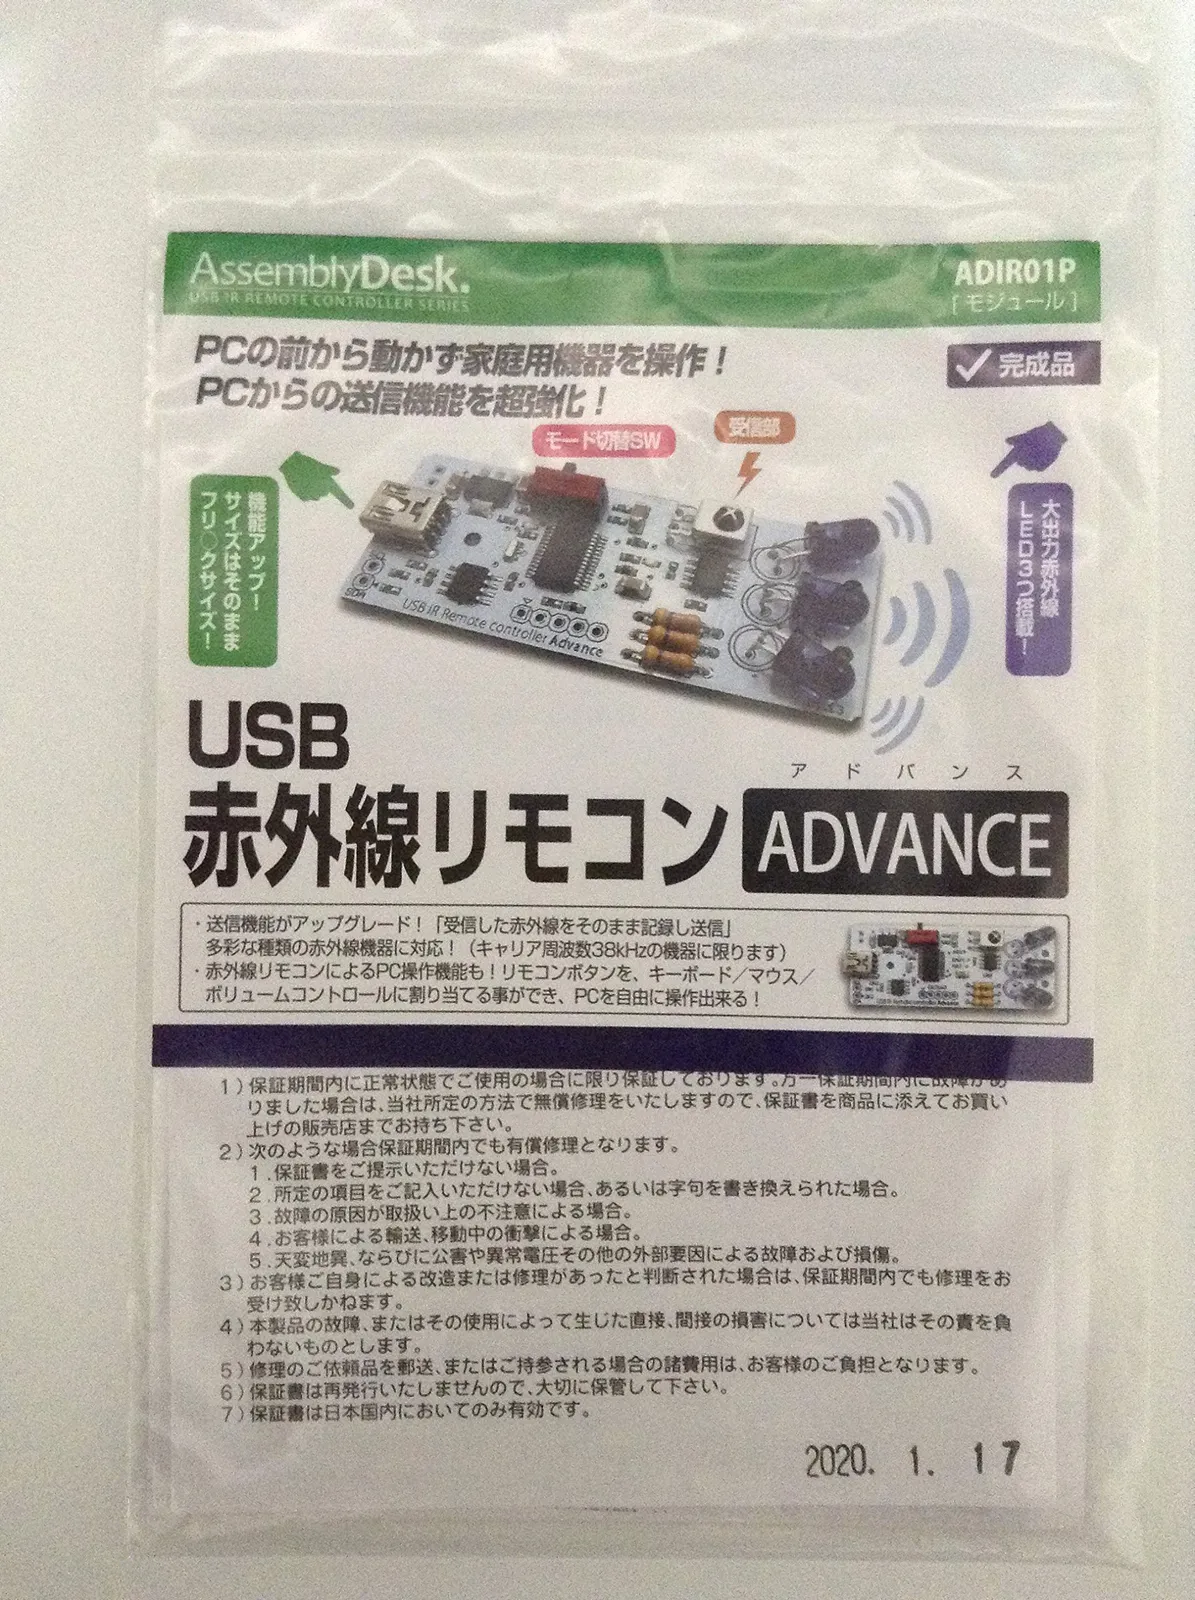 AssemblyDesk.
USB IR REMOTE CONTROLLER SERIES
ADIR01P
[モジュール]
PCの前から動かず家庭用機器を操作！
PCからの送信機能を超強化！
完成品
モード切替SW
受信部
機能アップ！
サイズはそのまま
フリ○クサイズ！
大出力赤外線
LED3つ搭載！
USB IR Remote controller Advance
USB
アドバンス
赤外線リモコン ADVANCE
・送信機能がアップグレード！「受信した赤外線をそのまま記録し送信」
多彩な種類の赤外線機器に対応！（キャリア周波数38kHzの機器に限ります）
・赤外線リモコンによるPC操作機能も！リモコンボタンを、キーボード／マウス／
ボリュームコントロールに割り当てる事ができ、PCを自由に操作出来る！
1）保証期間内に正常状態でご使用の場合に限り保証しております。万一保証期間内に故障があ
りました場合は、当社所定の方法で無償修理をいたしますので、保証書を商品に添えてお買い
上げの販売店までお持ち下さい。
2）次のような場合保証期間内でも有償修理となります。
1．保証書をご提示いただけない場合。
2．所定の項目をご記入いただけない場合、あるいは字句を書き換えられた場合。
3．故障の原因が取扱い上の不注意による場合。
4．お客様による輸送、移動中の衝撃による場合。
5．天変地異、ならびに公害や異常電圧その他の外部要因による故障および損傷。
3）お客様ご自身による改造または修理があったと判断された場合は、保証期間内でも修理をお
受け致しかねます。
4）本製品の故障、またはその使用によって生じた直接、間接の損害については当社はその責を負
わないものとします。
5）修理のご依頼品を郵送、またはご持参される場合の諸費用は、お客様のご負担となります。
6）保証書は再発行いたしませんので、大切に保管して下さい。
7）保証書は日本国内においてのみ有効です。
2020. 1. 17